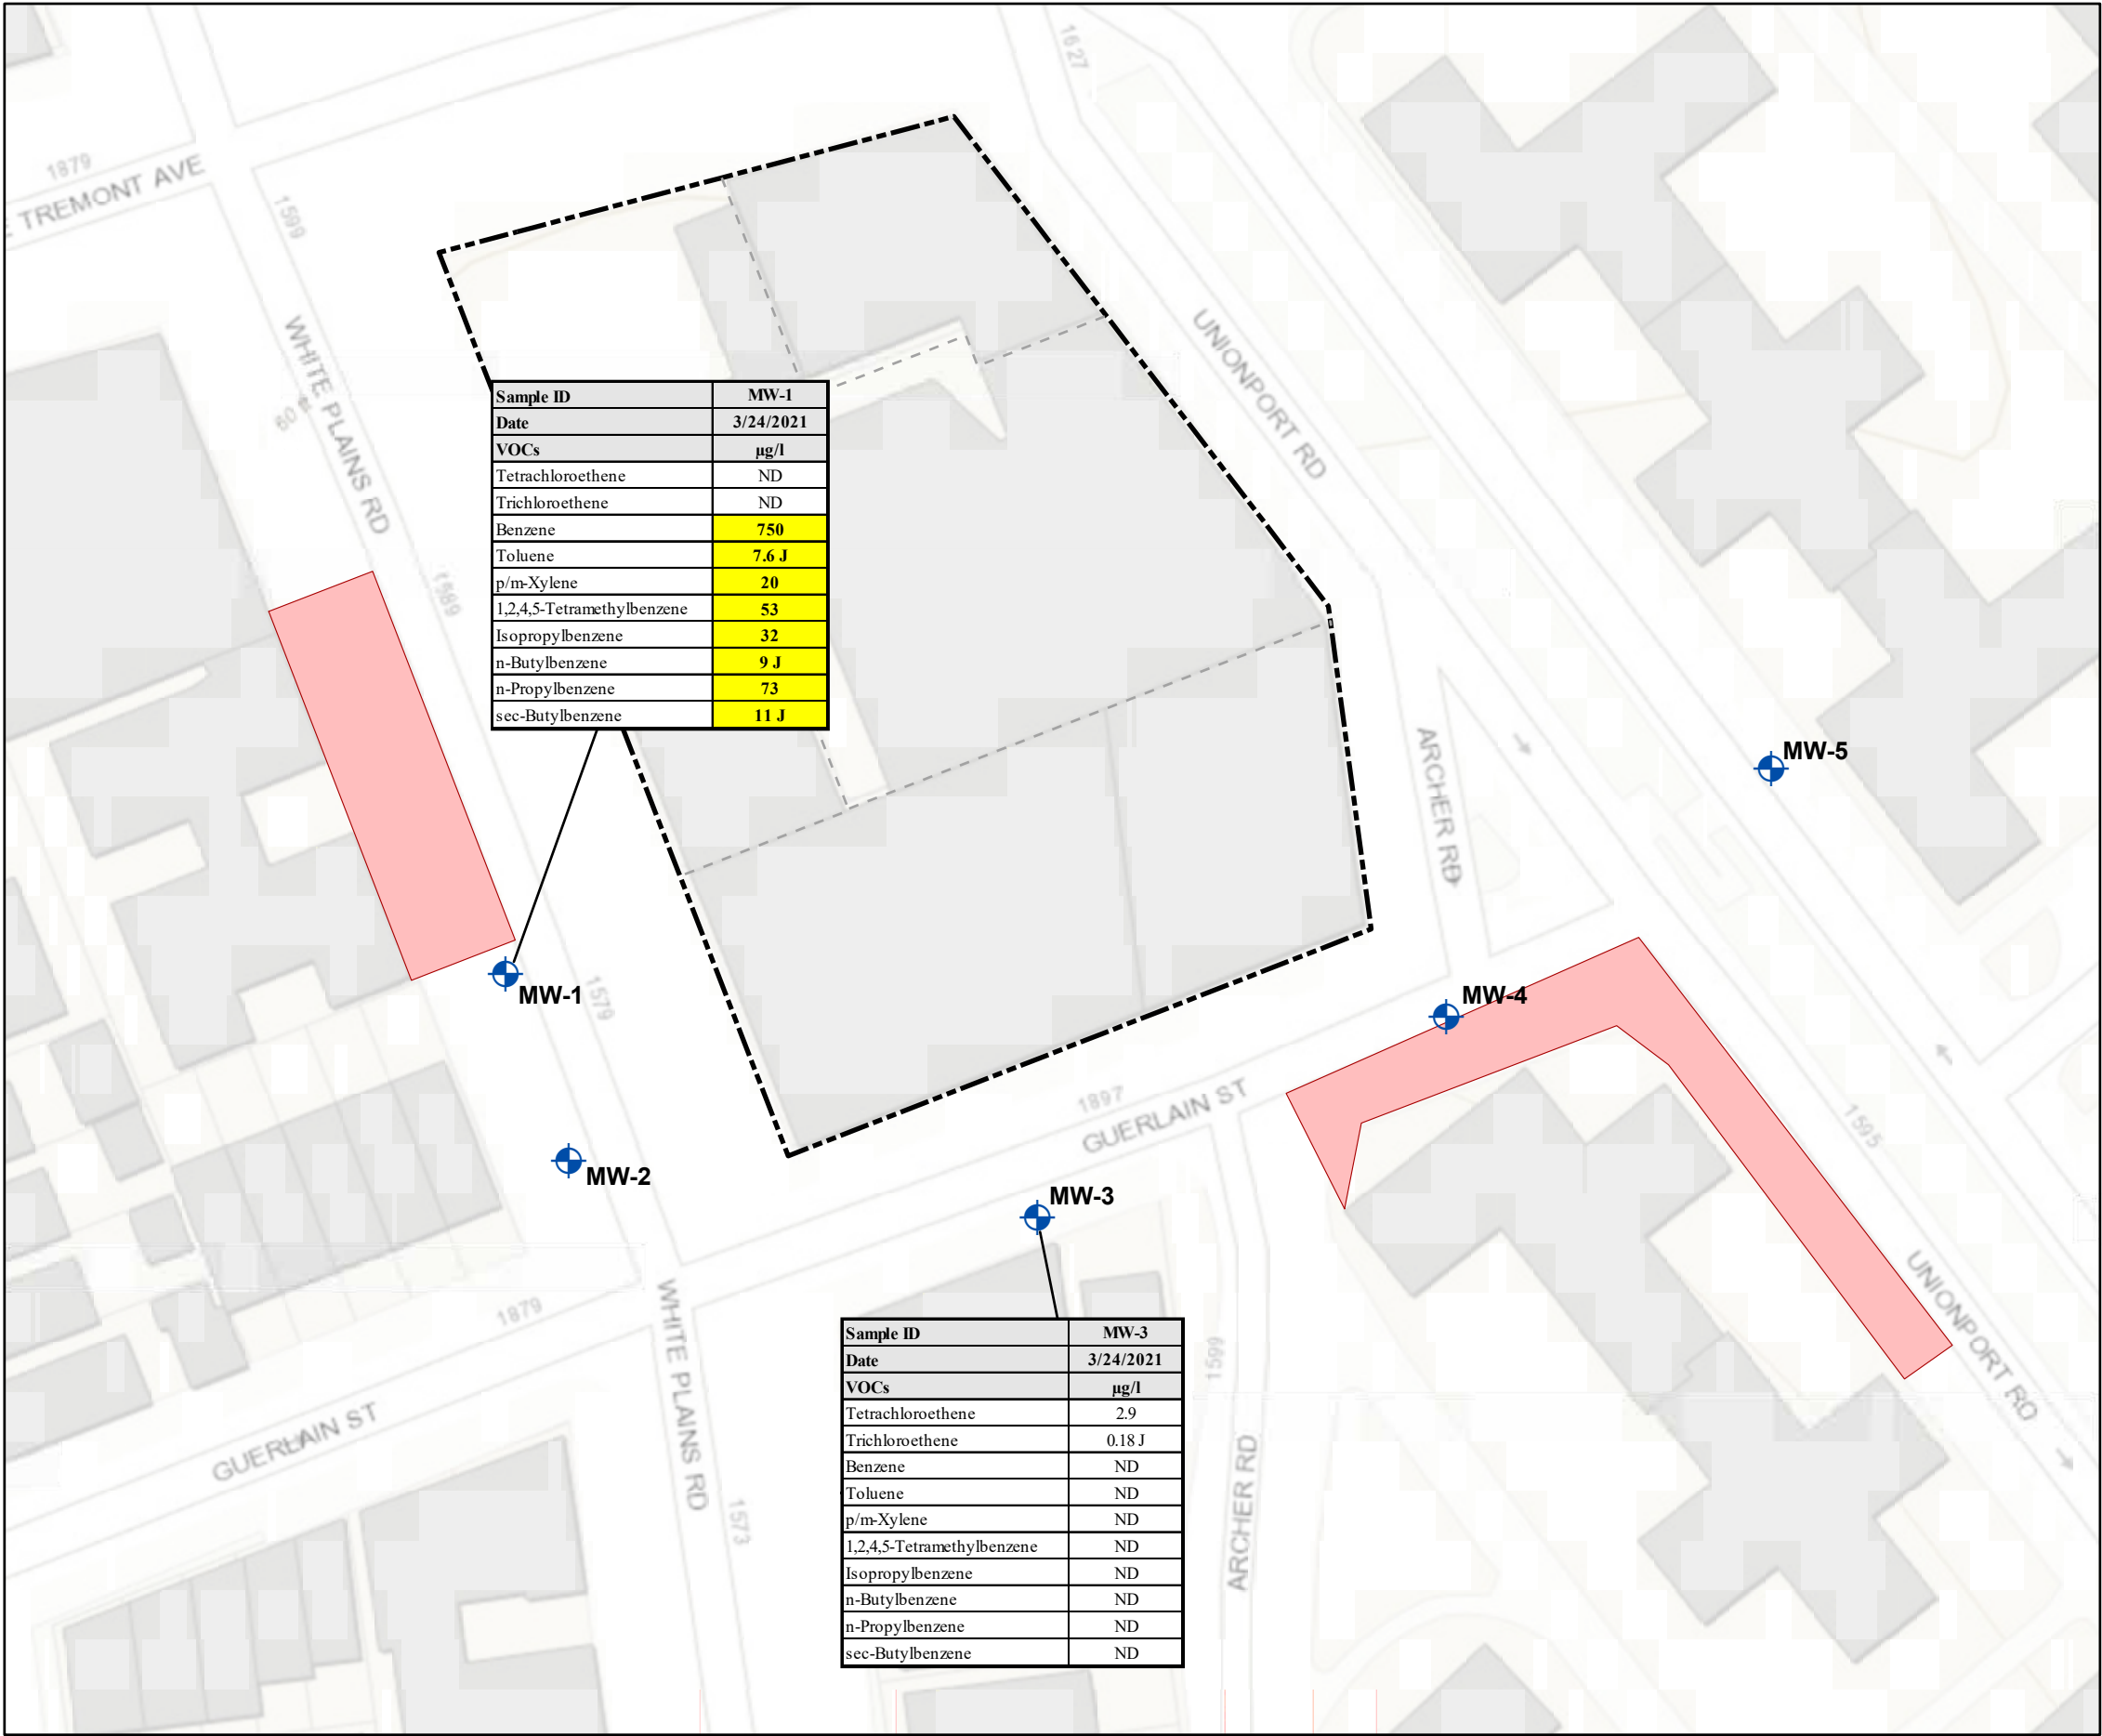 1627
1879
E TREMONT AVE
1599
WHITE PLAINS RD
60 ft
UNIONPORT RD
Sample ID MW-1
Date 3/24/2021
VOCs µg/l
Tetrachloroethene ND
Trichloroethene ND
Benzene 750
Toluene 7.6 J
p/m-Xylene 20
1,2,4,5-Tetramethylbenzene 53
Isopropylbenzene 32
n-Butylbenzene 9 J
n-Propylbenzene 73
sec-Butylbenzene 11 J
1589
ARCHER RD
MW-5
MW-1
1579
MW-4
1897
GUERLAIN ST
1595
MW-2
MW-3
UNIONPORT RD
1879
WHITE PLAINS RD
Sample ID MW-3
Date 3/24/2021
VOCs µg/l
Tetrachloroethene 2.9
Trichloroethene 0.18 J
Benzene ND
Toluene ND
p/m-Xylene ND
1,2,4,5-Tetramethylbenzene ND
Isopropylbenzene ND
n-Butylbenzene ND
n-Propylbenzene ND
sec-Butylbenzene ND
1599
GUERLAIN ST
1573
ARCHER RD